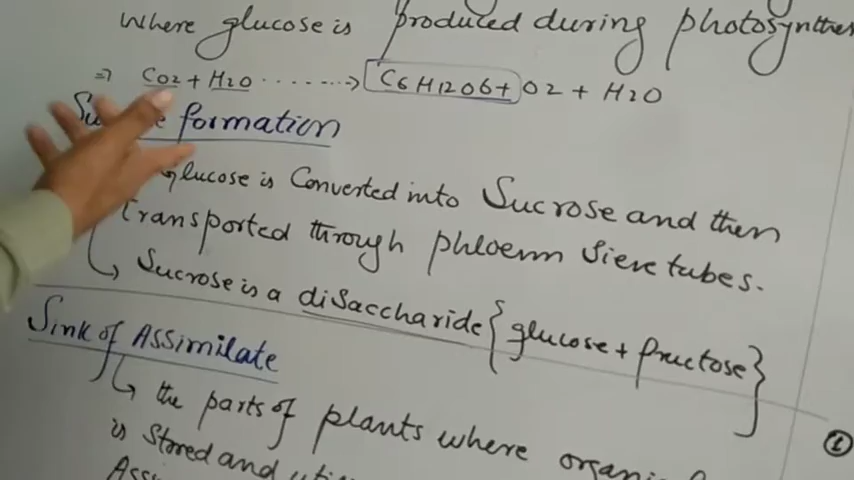 where glucose is produced during photosynthes
⇒ CO2 + H2O ·······→ C6H12O6 + O2 + H2O
formation
glucose is Converted into Sucrose and then
transported through phloem Sieve tubes.
↳ Sucrose is a disaccharide {glucose + fructose}
Sink of Assimilate
↳ the parts of plants where
is Stored and